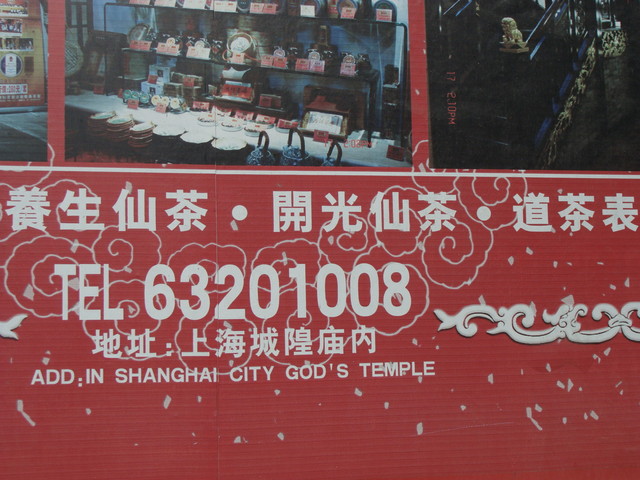 養生仙茶·開光仙茶·道茶表
TEL 63201008
地址:上海城隍庙内
ADD:IN SHANGHAI CITY GOD'S TEMPLE